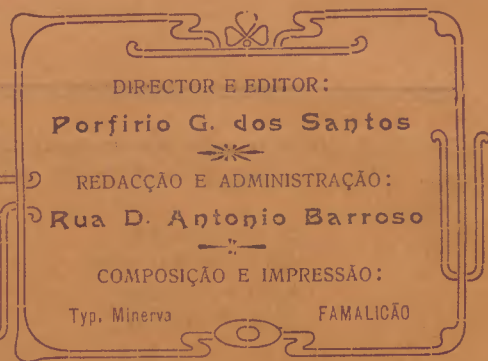 DIRECTOR E EDITOR:
Porfirio G. dos Santos
REDACÇÃO E ADMINISTRAÇÃO:
Rua D. Antonio Barroso
COMPOSIÇÃO E IMPRESSÃO:
Typ. Minerva FAMALICÃO